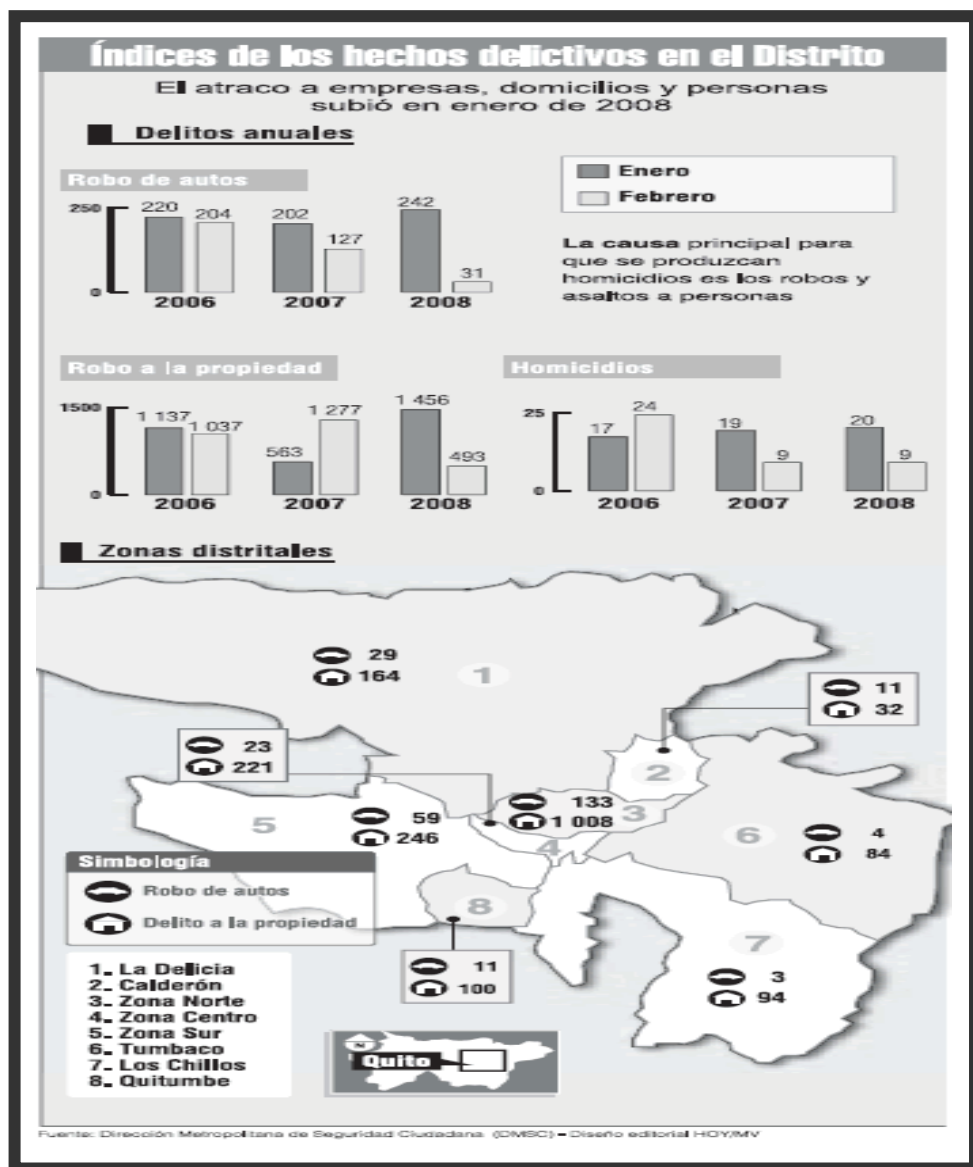 Índices de los hechos delictivos en el Distrito
El atraco a empresas, domicilios y personas
subió en enero de 2008
Delitos anuales
Robo de autos
250
0
220
204
2006
202
127
2007
242
31
2008
Enero
Febrero
La causa principal para
que se produzcan
homicidios es los robos y
asaltos a personas
Robo a la propiedad
1500
0
1 137
1 037
2006
563
1 277
2007
1 456
493
2008
Homicidios
25
0
17
24
2006
19
9
2007
20
9
2008
Zonas distritales
29
164
1
11
32
23
221
2
133
1 008
3
59
246
5
4
6
4
84
Simbología
Robo de autos
Delito a la propiedad
8
7
3
94
11
100
1. La Delicia
2. Calderón
3. Zona Norte
4. Zona Centro
5. Zona Sur
6. Tumbaco
7. Los Chillos
8. Quitumbe
N
Quito
Fuente: Dirección Metropolitana de Seguridad Ciudadana (DMSC) - Diseño editorial HOY/MV